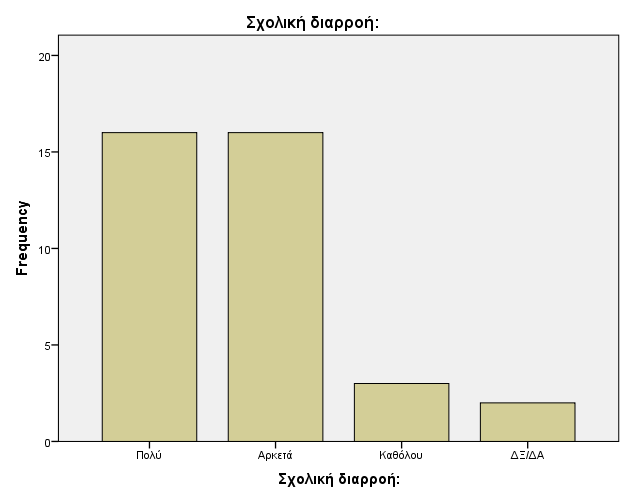 Σχολική διαρροή:
20
15
10
5
0
Frequency
Πολύ
Αρκετά
Καθόλου
ΔΞ/ΔΑ
Σχολική διαρροή: